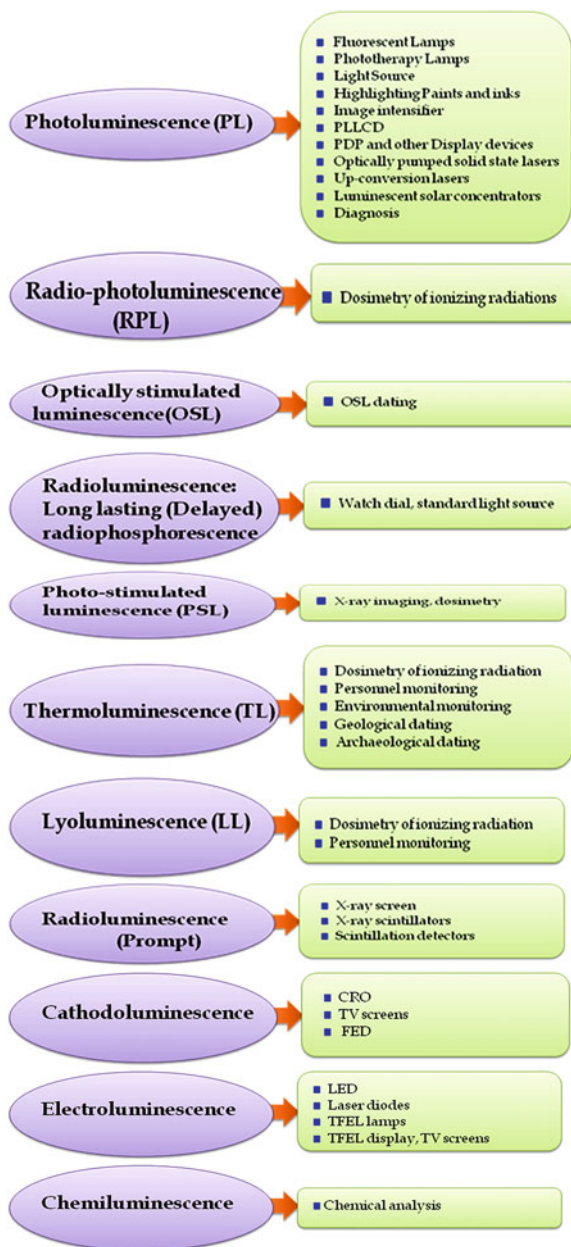 Photoluminescence (PL)
Fluorescent Lamps
Phototherapy Lamps
Light Source
Highlighting Paints and inks
Image intensifier
PLLCD
PDP and other Display devices
Optically pumped solid state lasers
Up-conversion lasers
Luminescent solar concentrators
Diagnosis
Radio-photoluminescence
(RPL)
Dosimetry of ionizing radiations
Optically stimulated
luminescence(OSL)
OSL dating
Radioluminescence:
Long lasting (Delayed)
radiophosphorescence
Watch dial, standard light source
Photo-stimulated
luminescence (PSL)
X-ray imaging, dosimetry
Thermoluminescence (TL)
Dosimetry of ionizing radiation
Personnel monitoring
Environmental monitoring
Geological dating
Archaeological dating
Lyoluminescence (LL)
Dosimetry of ionizing radiation
Personnel monitoring
Radioluminescence
(Prompt)
X-ray screen
X-ray scintillators
Scintillation detectors
Cathodoluminescence
CRO
TV screens
FED
Electroluminescence
LED
Laser diodes
TFEL lamps
TFEL display, TV screens
Chemiluminescence
Chemical analysis